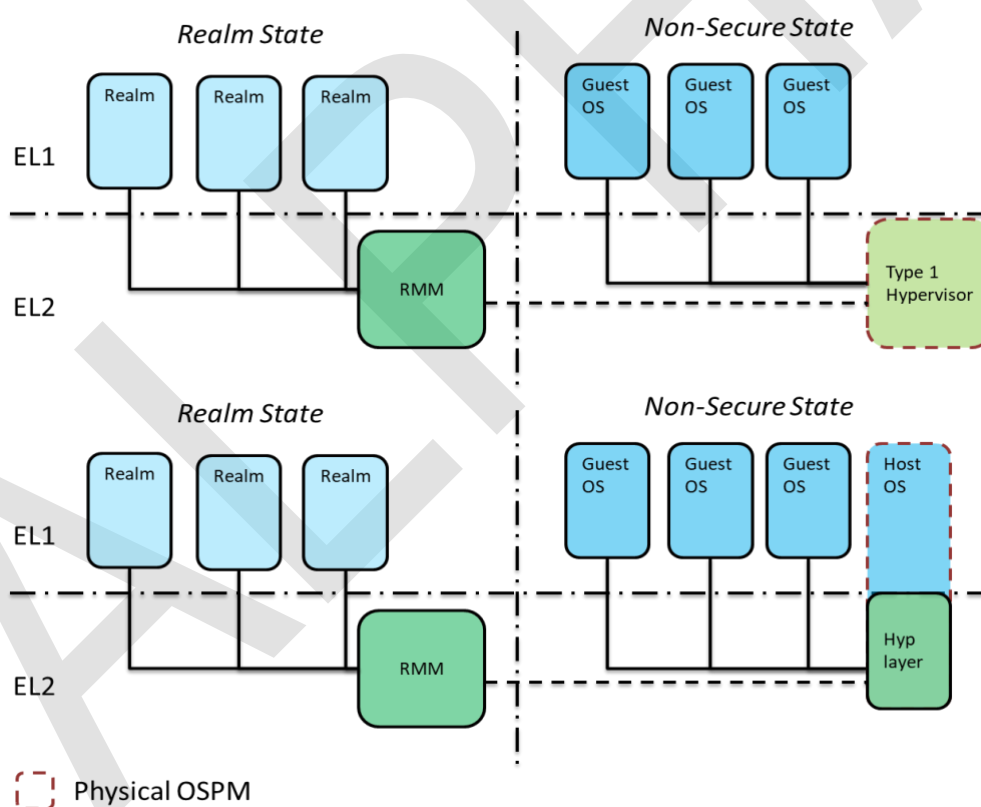 Realm State
Non-Secure State
Realm
Realm
Realm
Guest
OS
Guest
OS
Guest
OS
EL1
EL2
RMM
Type 1
Hypervisor
Realm State
Non-Secure State
Realm
Realm
Realm
Guest
OS
Guest
OS
Guest
OS
Host
OS
EL1
EL2
RMM
Hyp
layer
Physical OSPM